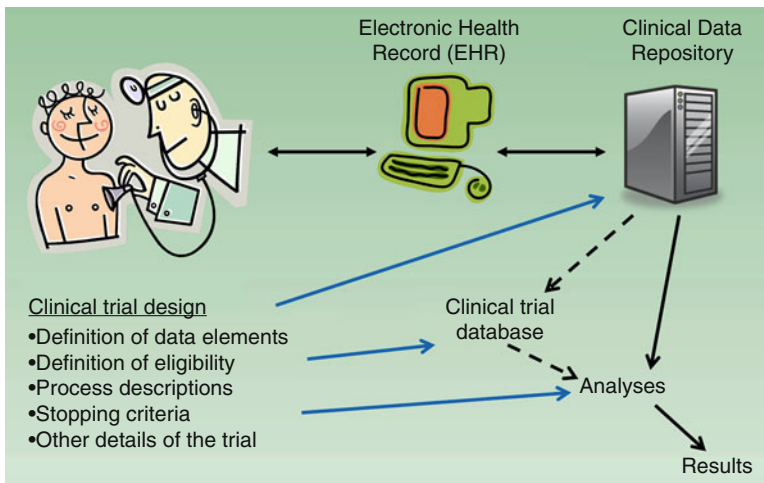 Electronic Health
Record (EHR)
Clinical Data
Repository
Clinical trial design
•Definition of data elements
•Definition of eligibility
•Process descriptions
•Stopping criteria
•Other details of the trial
Clinical trial
database
Analyses
Results